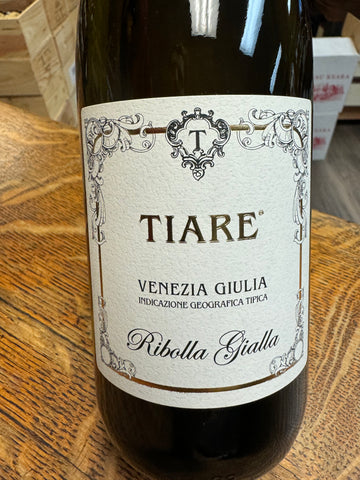 T
TIARE®
VENEZIA GIULIA
INDICAZIONE GEOGRAFICA TIPICA
Ribolla Gialla